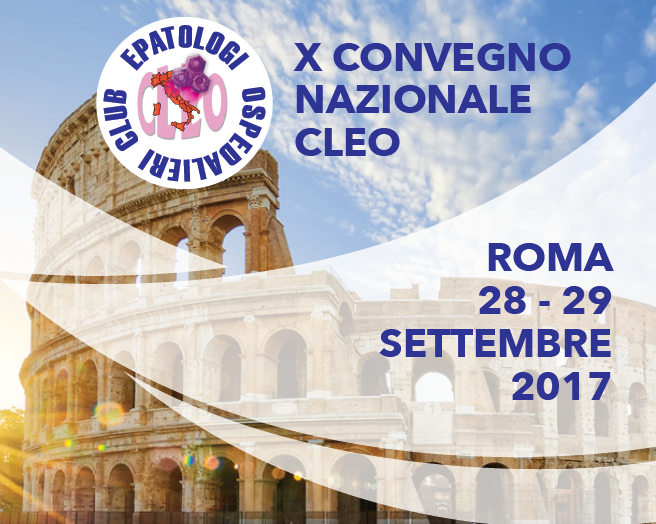 CLUB EPATOLOGI OSPEDALIERI
CLEO
X CONVEGNO
NAZIONALE
CLEO
ROMA
28 - 29
SETTEMBRE
2017